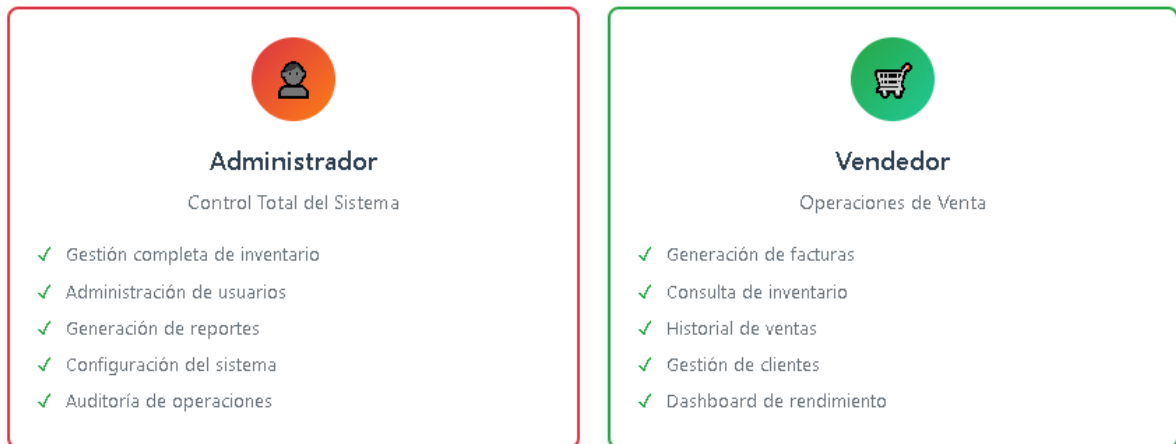 Administrador
Control Total del Sistema
✓ Gestión completa de inventario
✓ Administración de usuarios
✓ Generación de reportes
✓ Configuración del sistema
✓ Auditoría de operaciones
Vendedor
Operaciones de Venta
✓ Generación de facturas
✓ Consulta de inventario
✓ Historial de ventas
✓ Gestión de clientes
✓ Dashboard de rendimiento